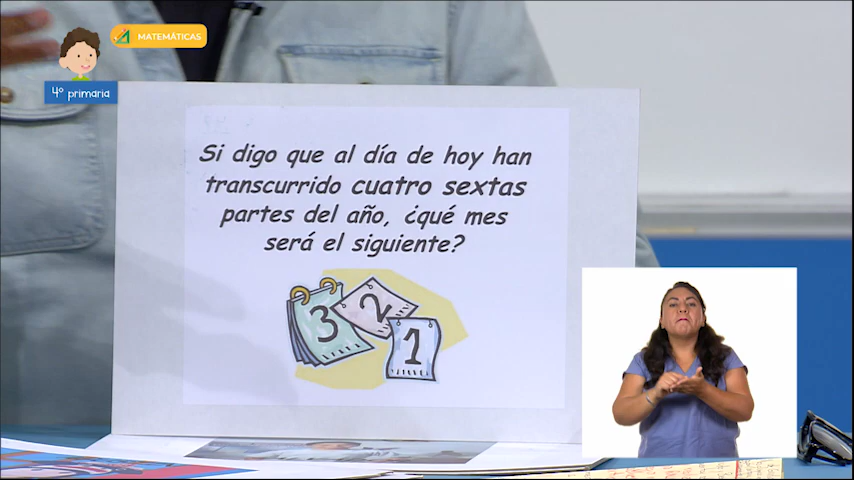 MATEMÁTICAS
4º primaria
Si digo que al día de hoy han
transcurrido cuatro sextas
partes del año, ¿qué mes
será el siguiente?
3
2
1